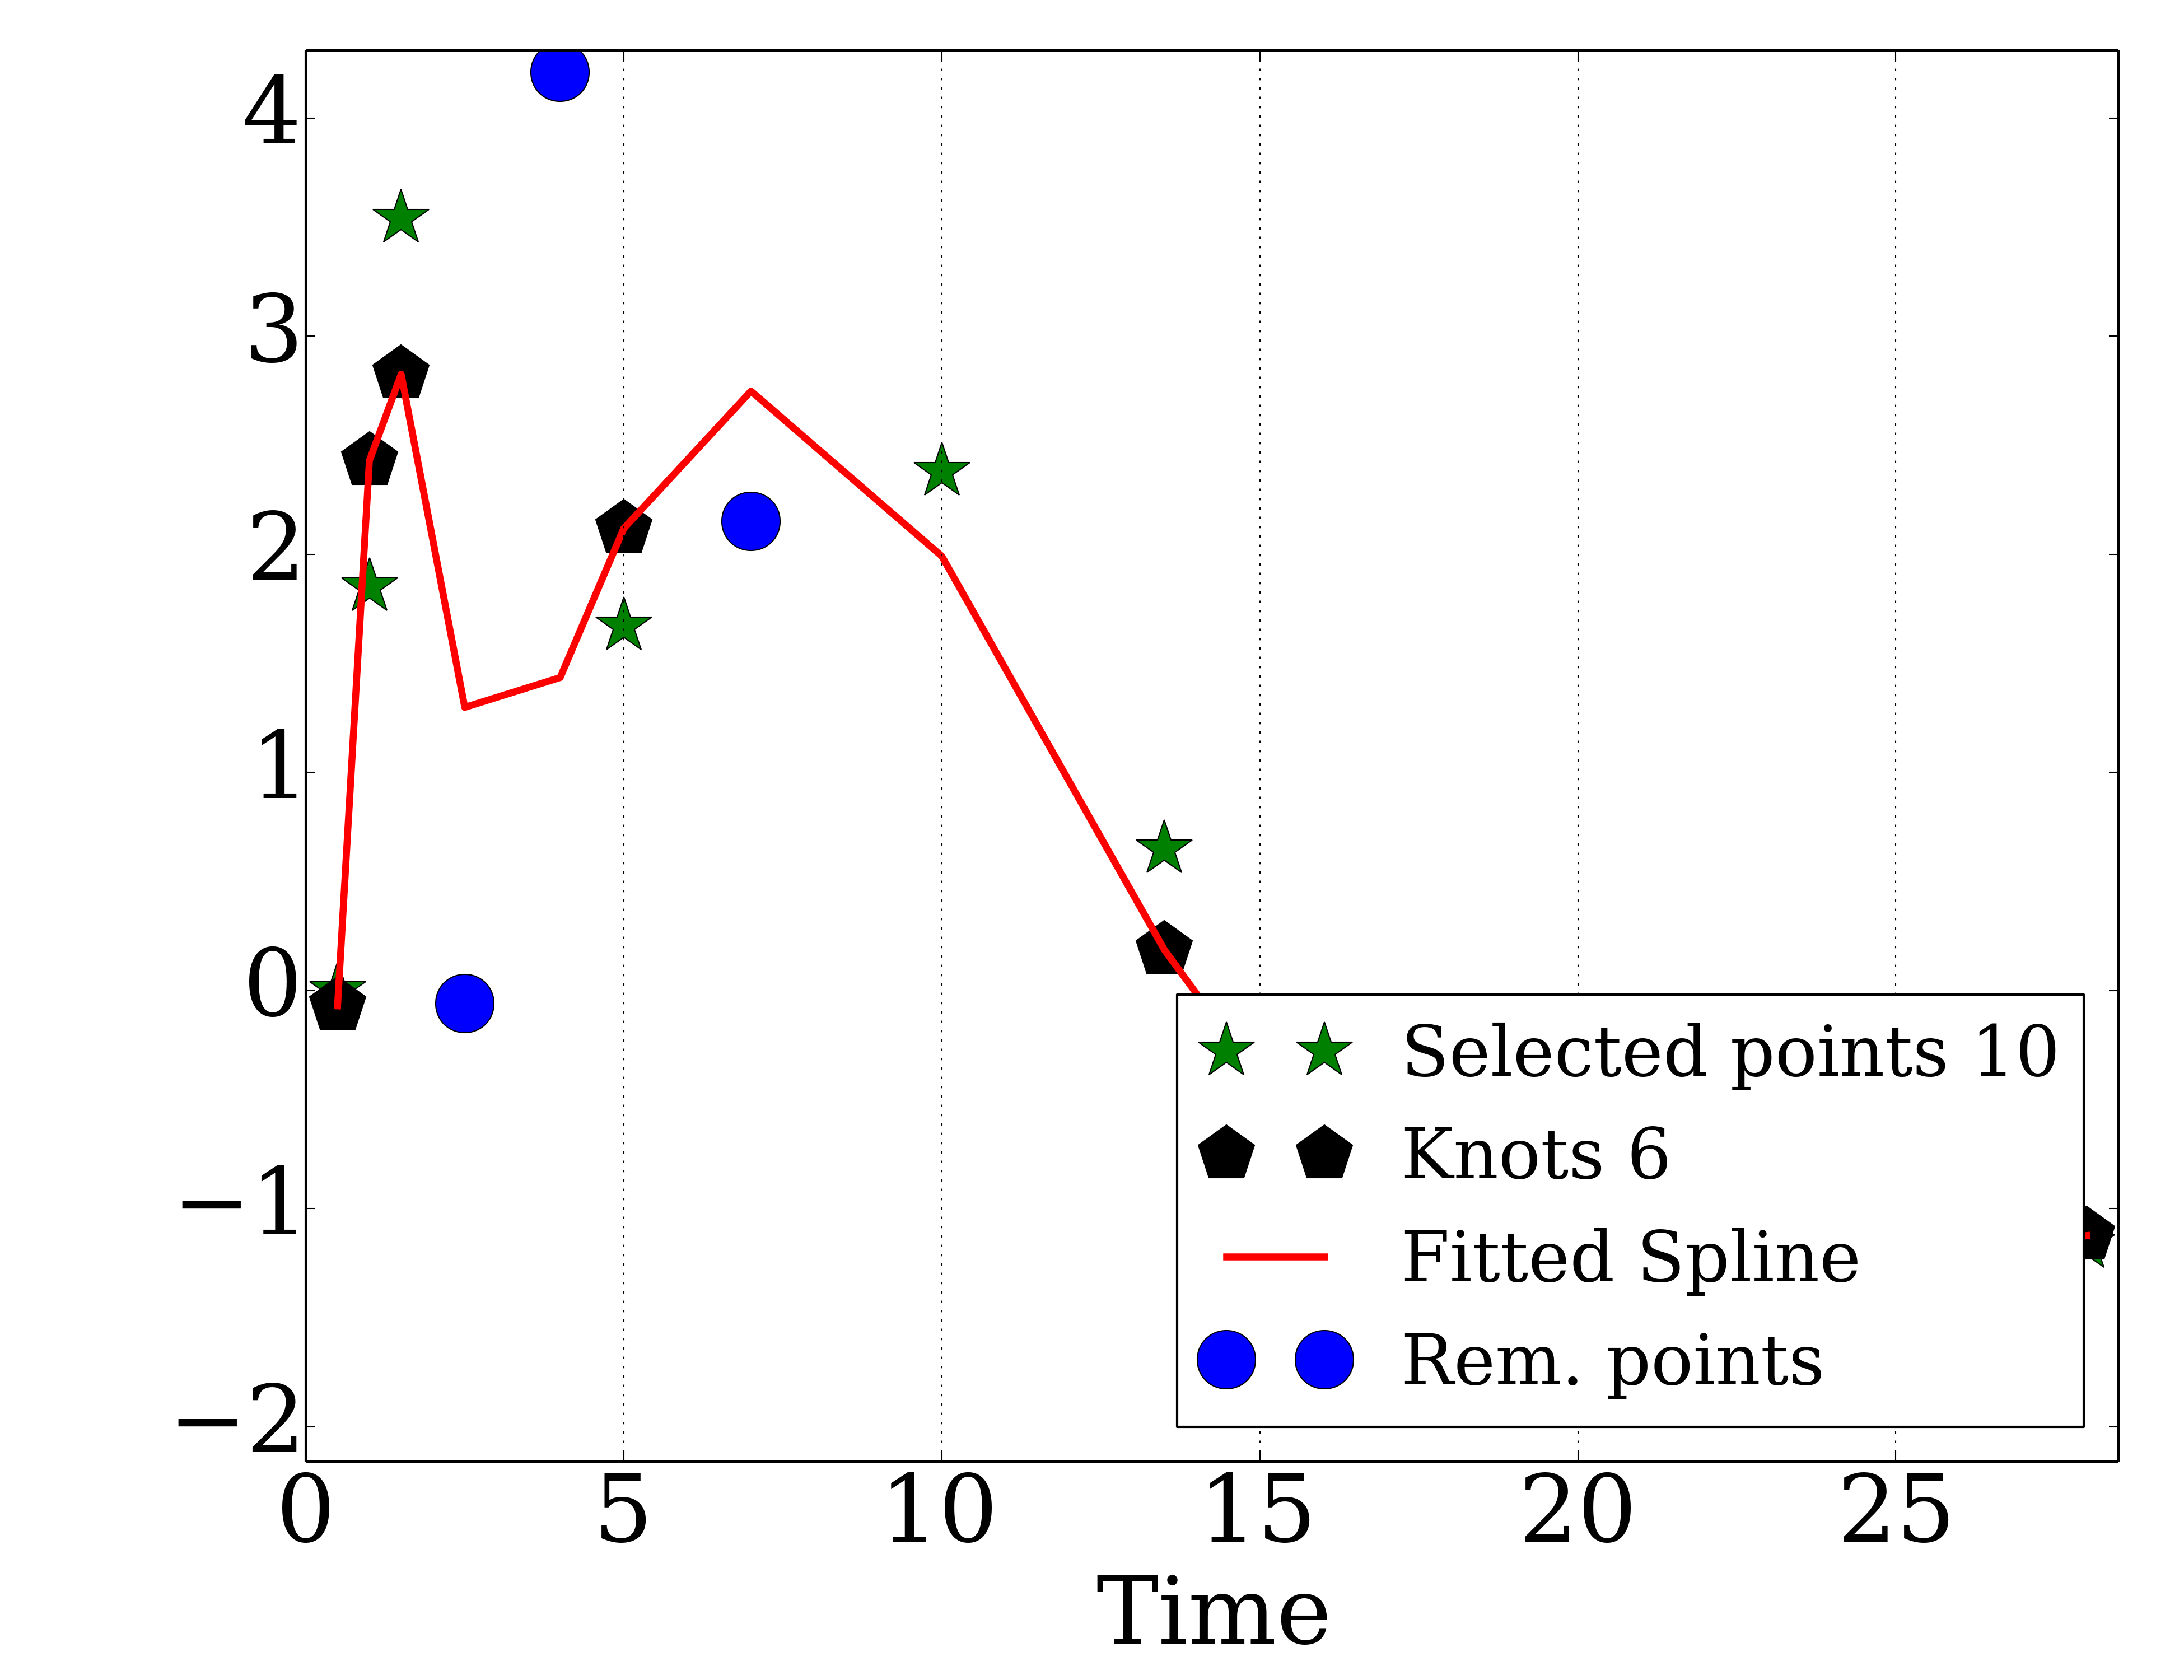 4
3
2
1
0
−1
−2
0 5 10 15 20 25
Time
Selected points 10
Knots 6
Fitted Spline
Rem. points